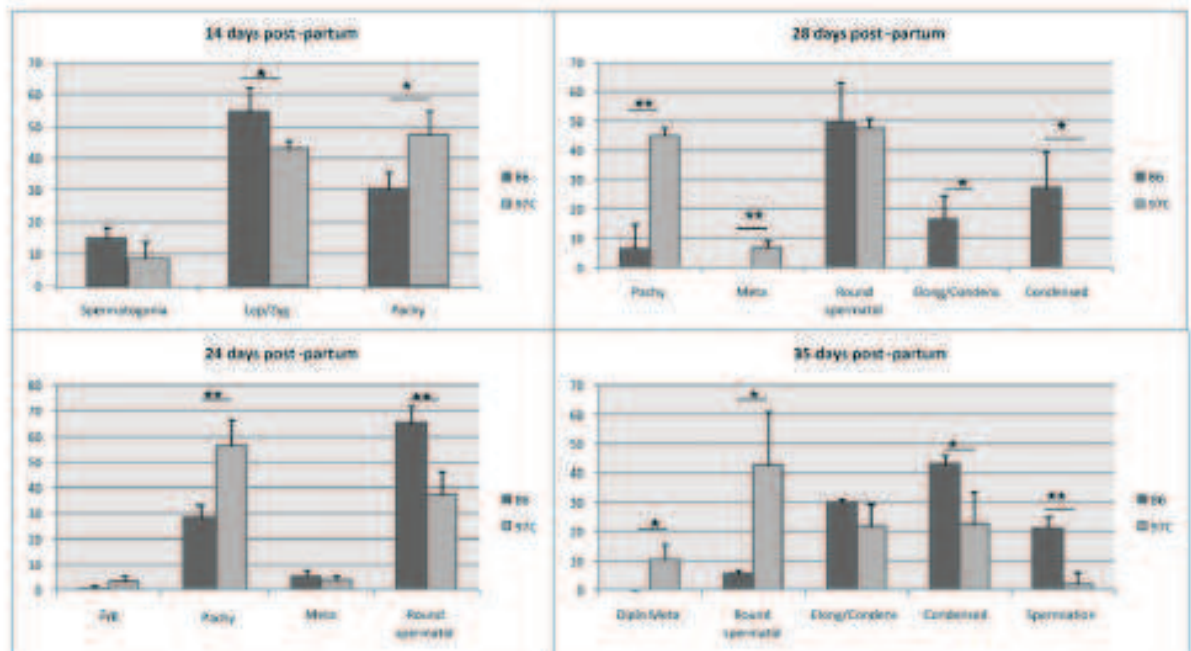 14 days post-partum
70
60
50
40
30
20
10
0
*
*
Spermatogonia
Lep/Zyg
Pachy
B6
97C
28 days post-partum
70
60
50
40
30
20
10
0
**
**
*
*
Pachy
Meta
Round
spermatid
Elong/Condens
Condensed
B6
97C
24 days post-partum
80
70
60
50
40
30
20
10
0
**
**
Pachy
Meta
Round
spermatid
B6
97C
35 days post-partum
70
60
50
40
30
20
10
0
*
*
*
**
Round
spermatid
Elong/Condens
Condensed
Spermiation
B6
97C